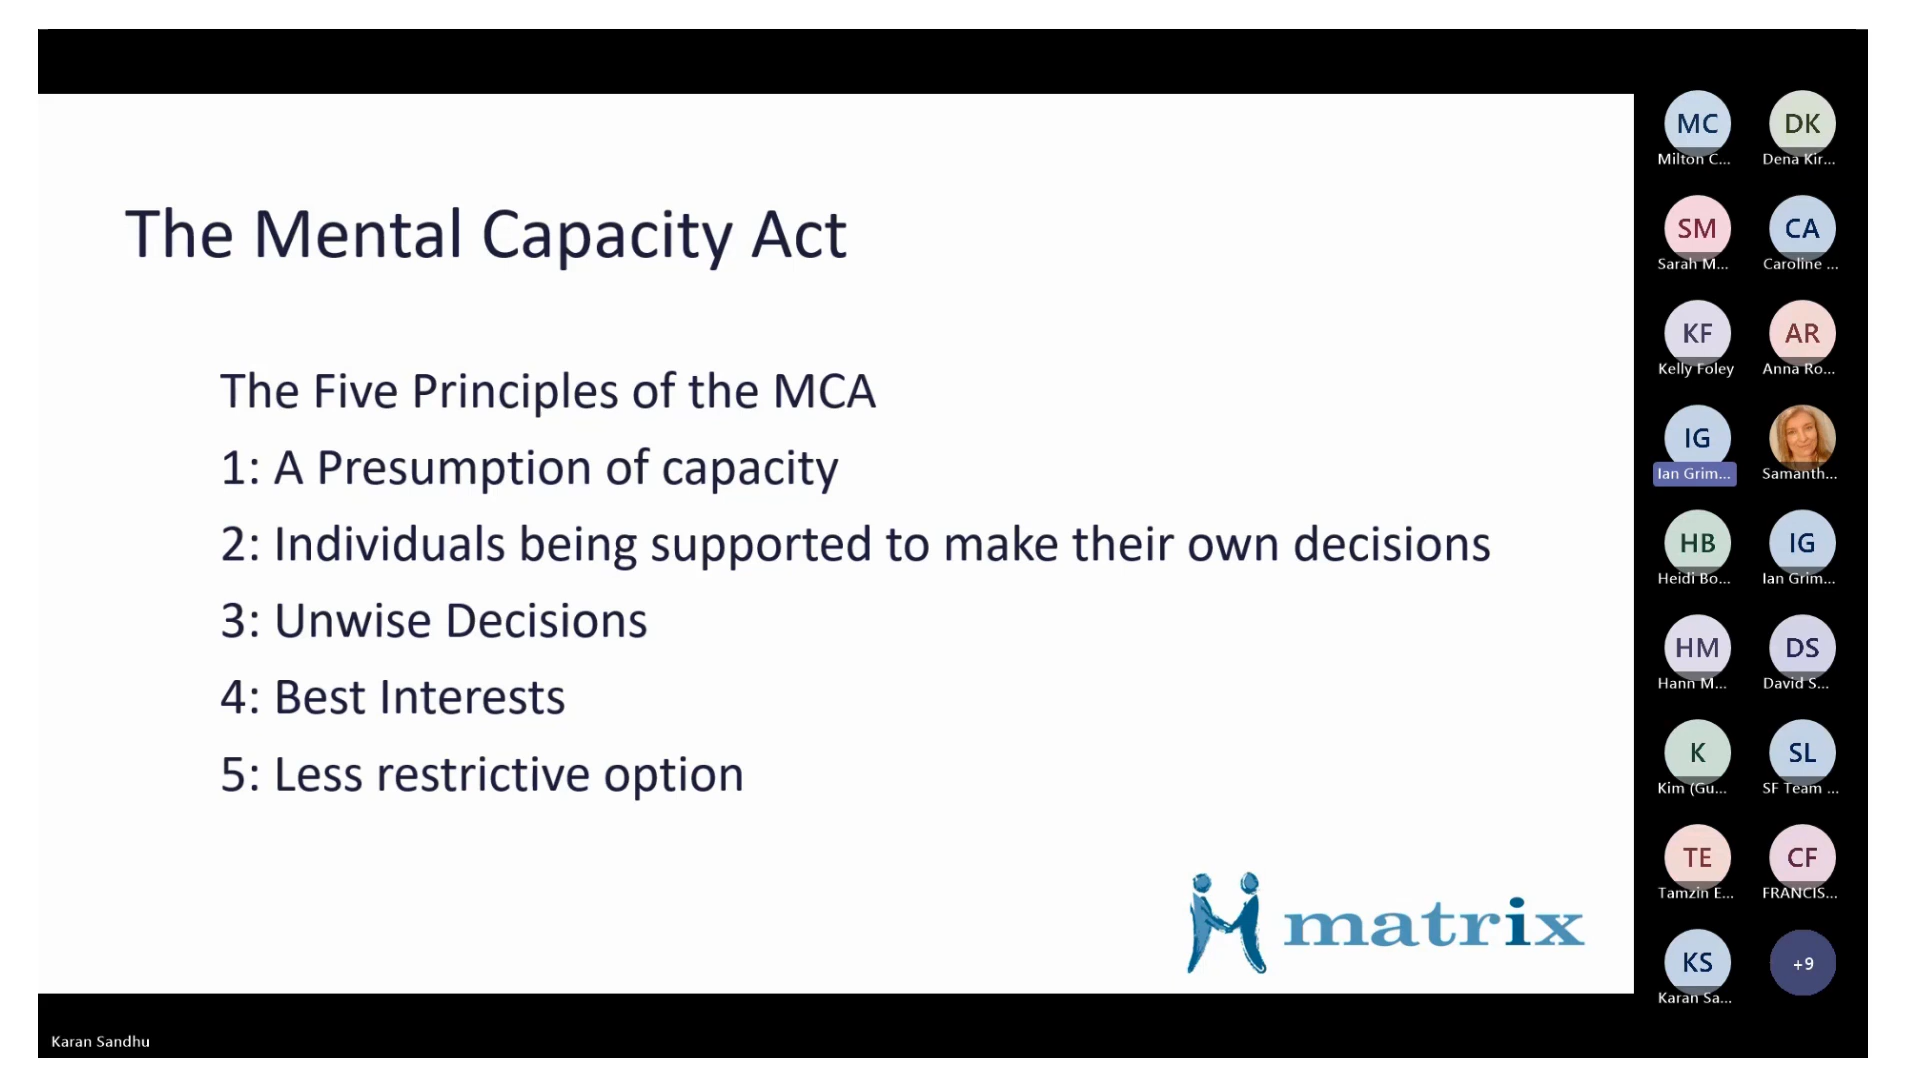 The Mental Capacity Act
The Five Principles of the MCA
1: A Presumption of capacity
2: Individuals being supported to make their own decisions
3: Unwise Decisions
4: Best Interests
5: Less restrictive option
matrix
Karan Sandhu
MC
Milton C...
DK
Dena Kir...
SM
Sarah M...
CA
Caroline ...
KF
Kelly Foley
AR
Anna Ro...
IG
Ian Grim...
Samanth...
HB
Heidi Bo...
IG
Ian Grim...
HM
Hann M...
DS
David S...
K
Kim (Gu...
SL
SF Team ...
TE
Tamzin E...
CF
FRANCIS...
KS
Karan Sa...
+9